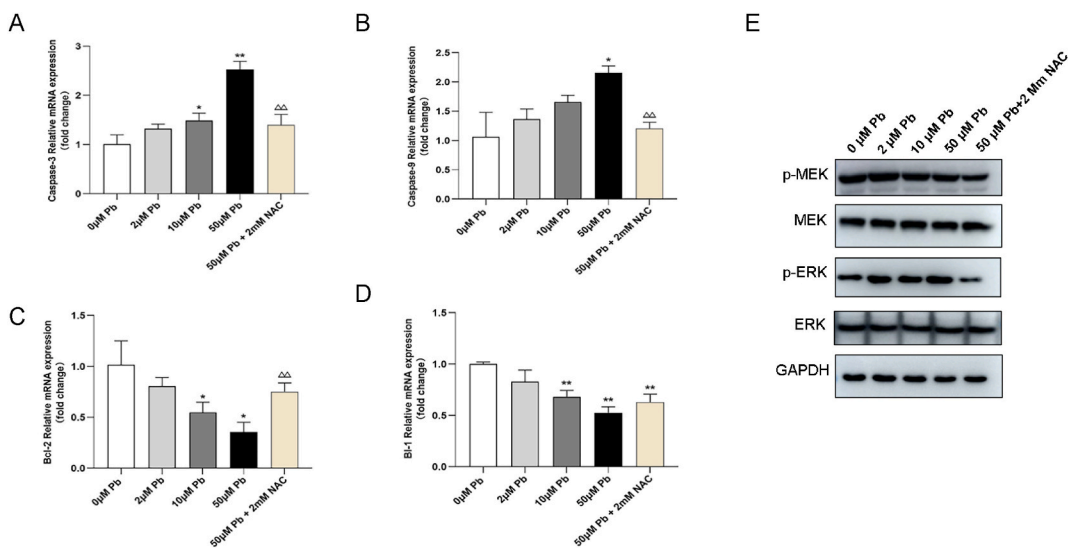 A
Caspase-3 Relative mRNA expression
(fold change)
3
2
1
0
*
**
ΔΔ
0μM Pb
2μM Pb
10μM Pb
50μM Pb
50μM Pb + 2mM NAC
B
Caspase-9 Relative mRNA expression
(fold change)
2.5
2.0
1.5
1.0
0.5
0.0
*
ΔΔ
0μM Pb
2μM Pb
10μM Pb
50μM Pb
50μM Pb + 2mM NAC
C
Bcl-2 Relative mRNA expression
(fold change)
1.5
1.0
0.5
0.0
*
*
ΔΔ
0μM Pb
2μM Pb
10μM Pb
50μM Pb
50μM Pb + 2mM NAC
D
BI-1 Relative mRNA expression
(fold change)
1.5
1.0
0.5
0.0
**
**
**
0μM Pb
2μM Pb
10μM Pb
50μM Pb
50μM Pb + 2mM NAC
E
0 μM Pb
2 μM Pb
10 μM Pb
50 μM Pb
50 μM Pb+2 Mm NAC
p-MEK
MEK
p-ERK
ERK
GAPDH